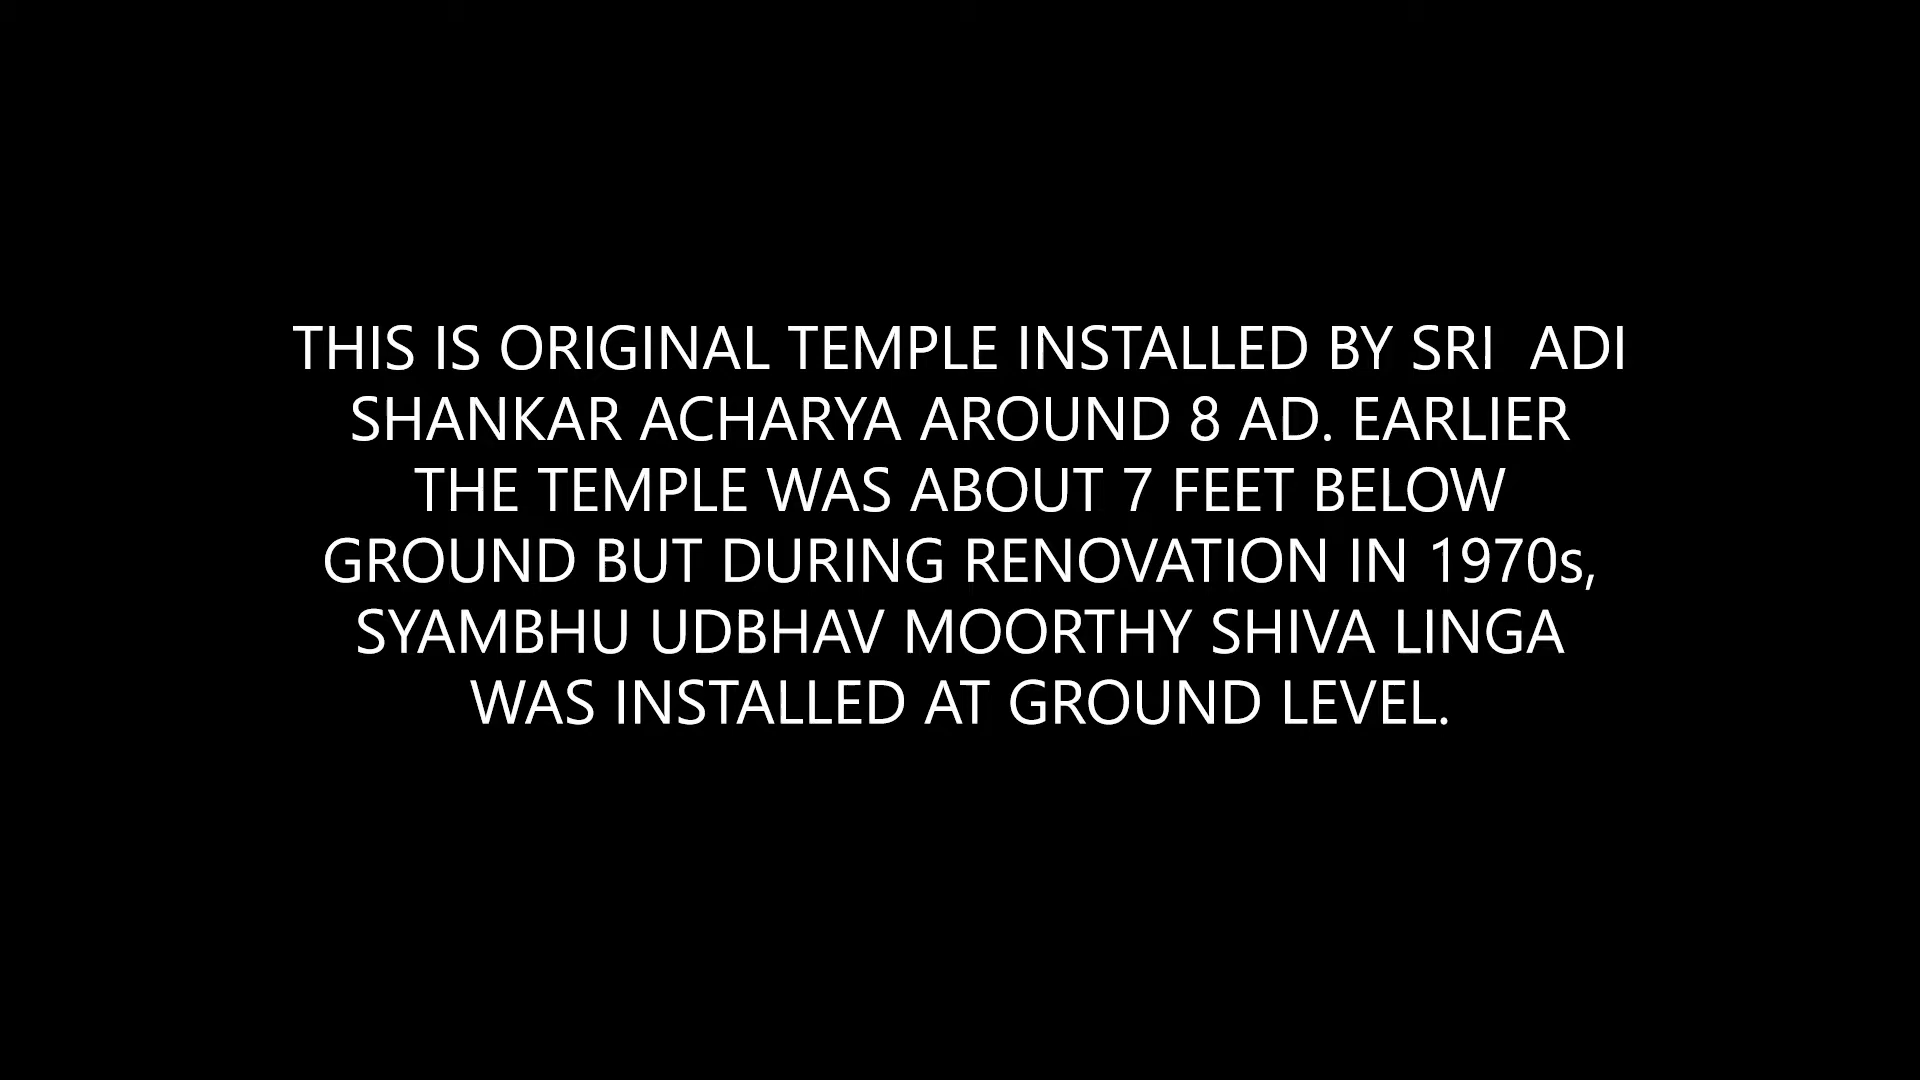 THIS IS ORIGINAL TEMPLE INSTALLED BY SRI  ADI
SHANKAR ACHARYA AROUND 8 AD. EARLIER
THE TEMPLE WAS ABOUT 7 FEET BELOW
GROUND BUT DURING RENOVATION IN 1970s,
SYAMBHU UDBHAV MOORTHY SHIVA LINGA
WAS INSTALLED AT GROUND LEVEL.